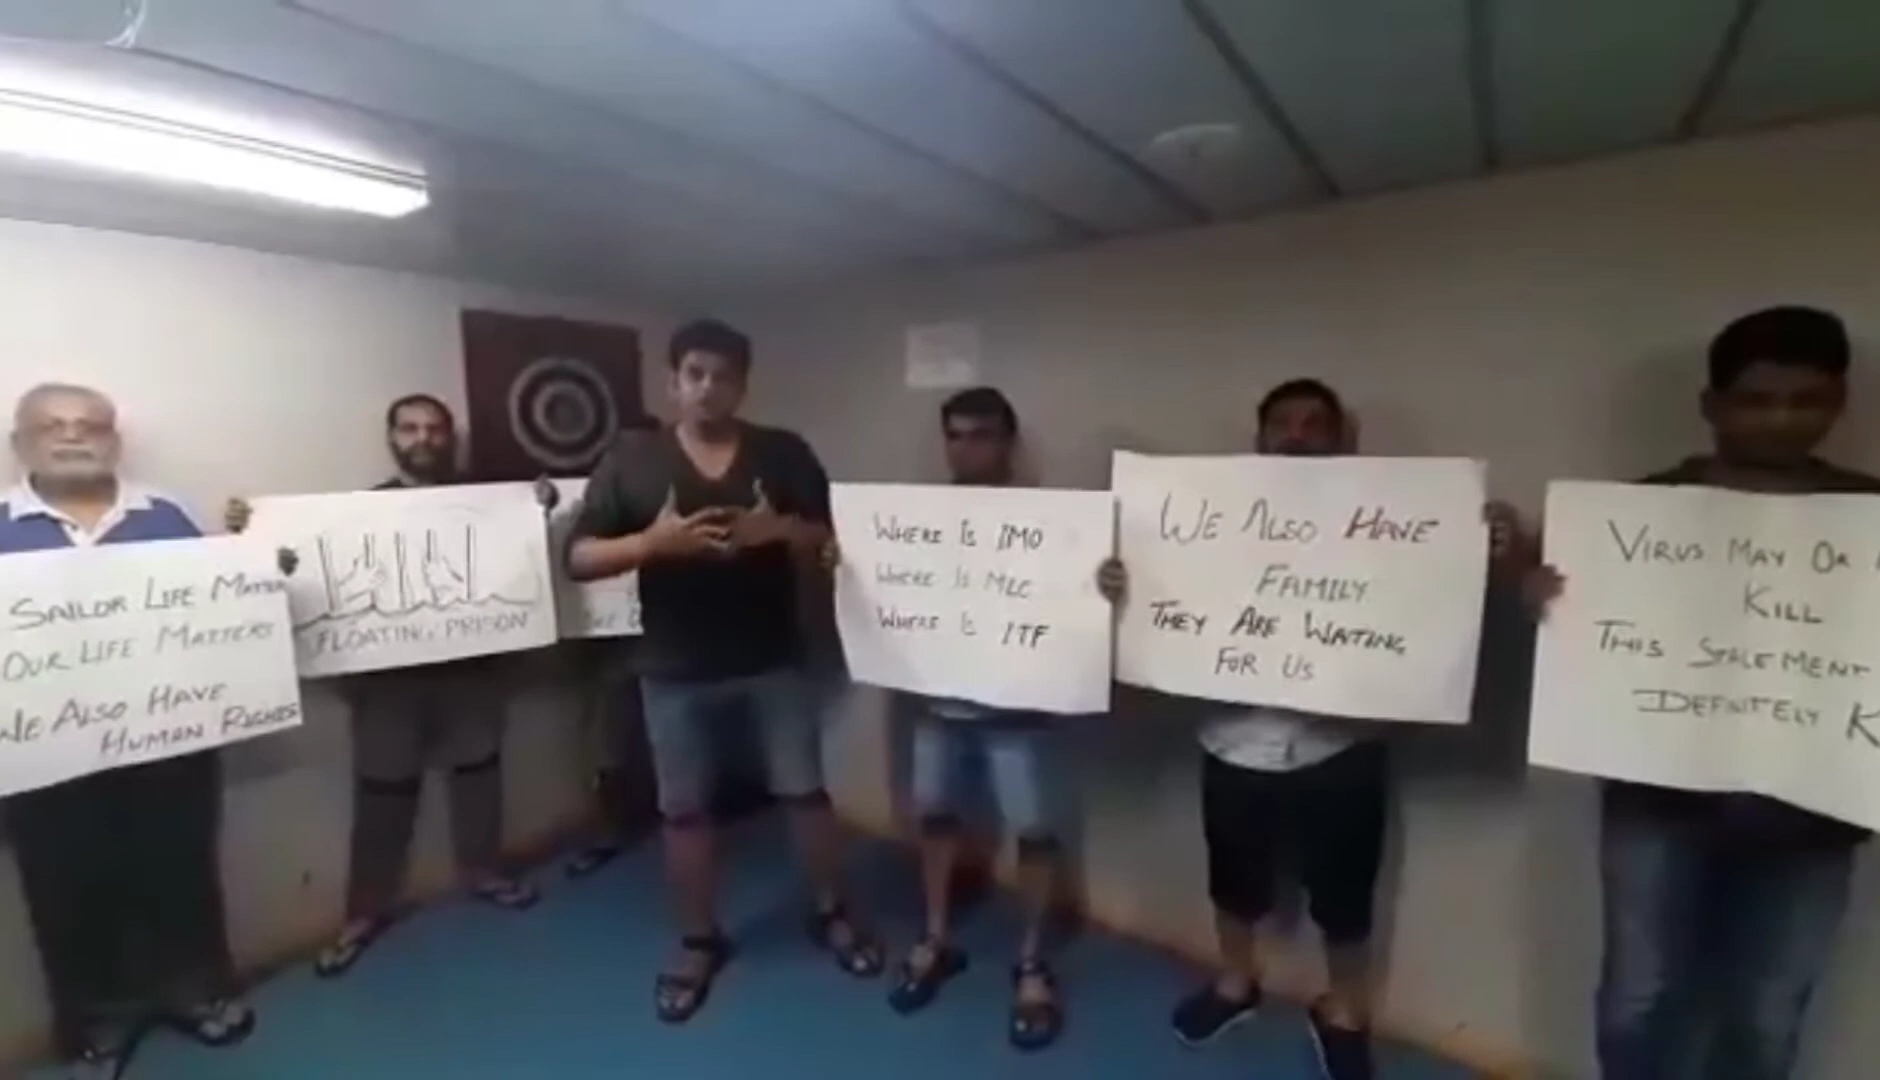 SAILOR LIFE MATTER
OUR LIFE MATTERS
WE ALSO HAVE
HUMAN RIGHTS
FLOATING PRISON
WHERE IS IMO
WHERE IS MLC
WHERE IS ITF
WE ALSO HAVE
FAMILY
THEY ARE WAITING
FOR US
VIRUS MAY OR
KILL
THIS STALEMENT
DEFINITELY K